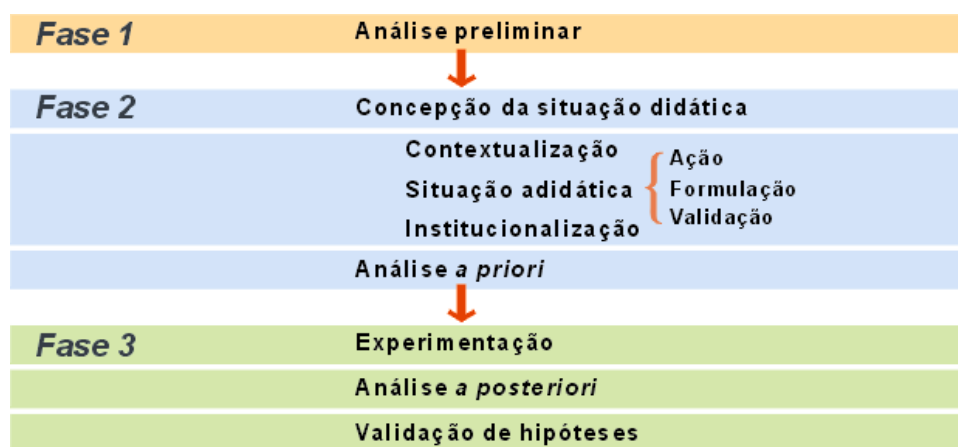 Fase 1 Análise preliminar
Fase 2 Concepção da situação didática
Contextualização
Ação
Situação adidática
Formulação
Validação
Institucionalização
Análise a priori
Fase 3 Experimentação
Análise a posteriori
Validação de hipóteses